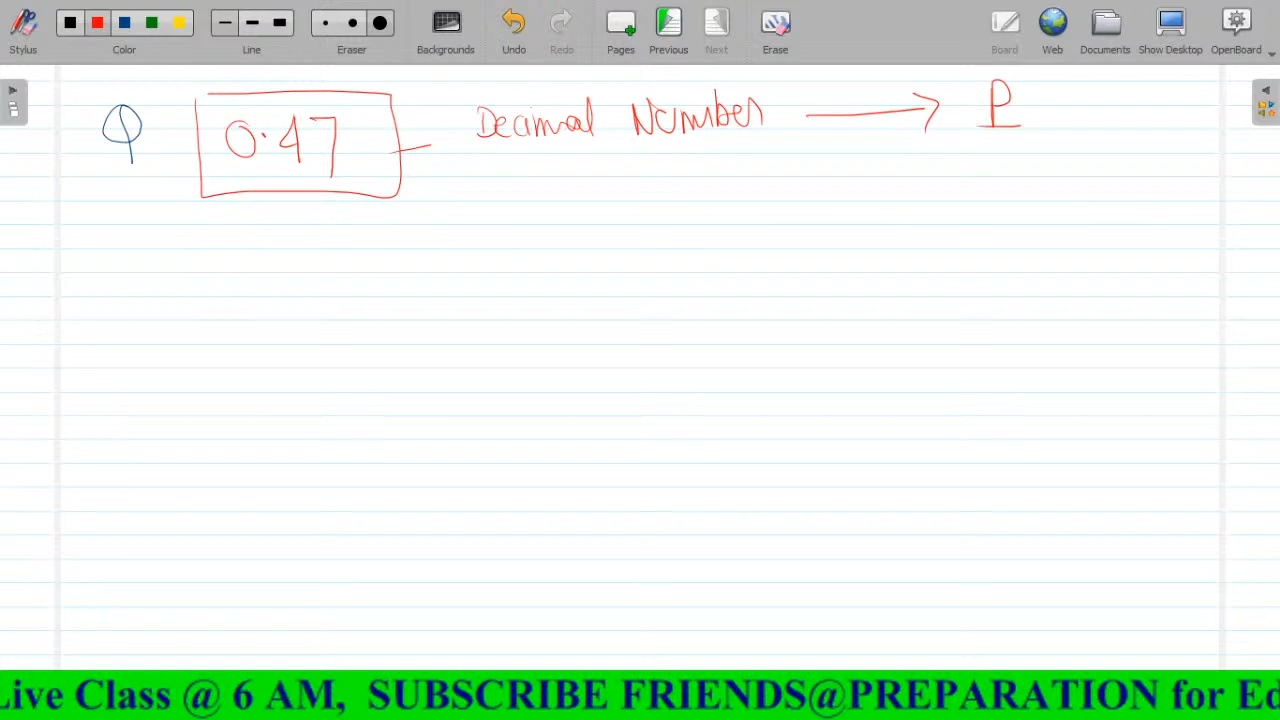 Stylus
Color
Line
Eraser
Backgrounds
Undo
Redo
Pages
Previous
Next
Erase
Board
Web
Documents
Show Desktop
OpenBoard
Q 0.47 - Decimal Number → P
Live Class @ 6 AM, SUBSCRIBE FRIENDS@PREPARATION for Ed